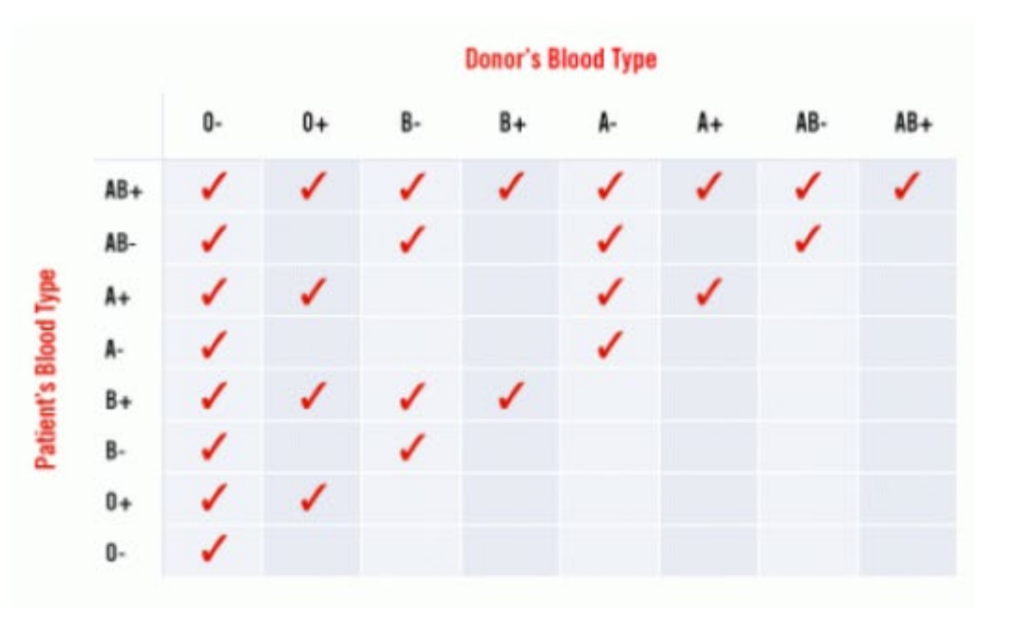 Donor's Blood Type
O- O+ B- B+ A- A+ AB- AB+
Patient's Blood Type
AB+ ✓ ✓ ✓ ✓ ✓ ✓ ✓ ✓
AB- ✓ ✓ ✓ ✓
A+ ✓ ✓ ✓ ✓
A- ✓ ✓
B+ ✓ ✓ ✓ ✓
B- ✓ ✓
O+ ✓ ✓
O- ✓